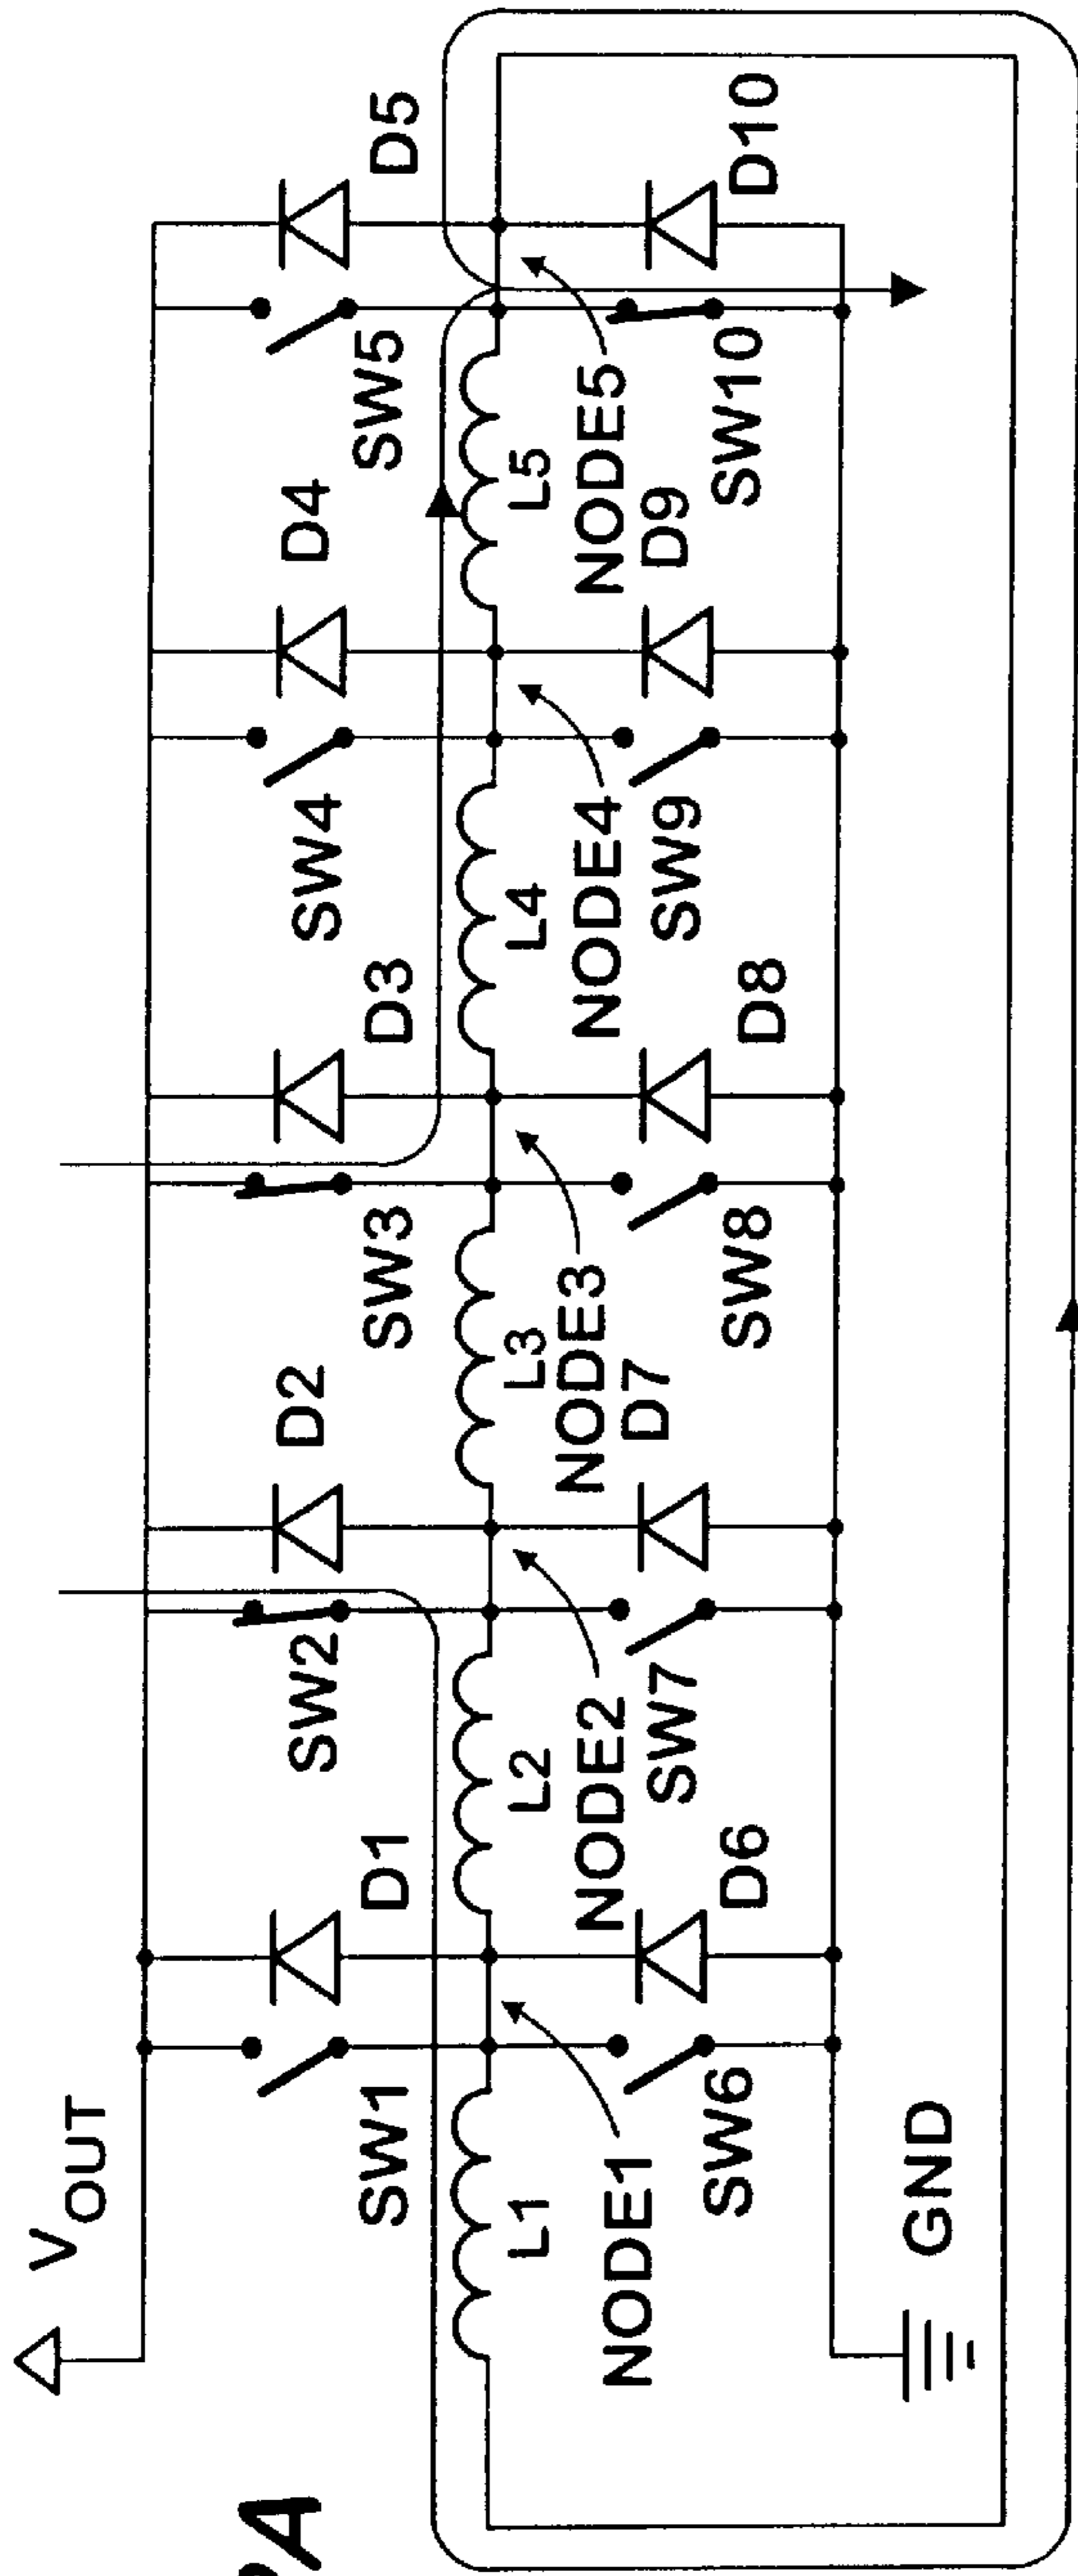 VOUT
SW2
D2
SW4
D4
SW1
D1
SW3
D3
SW5
D5
L1
L2
L3
L4
L5
NODE1
NODE2
NODE3
NODE4
NODE5
SW7
D7
SW9
D9
SW6
D6
SW8
D8
SW10
D10
GND